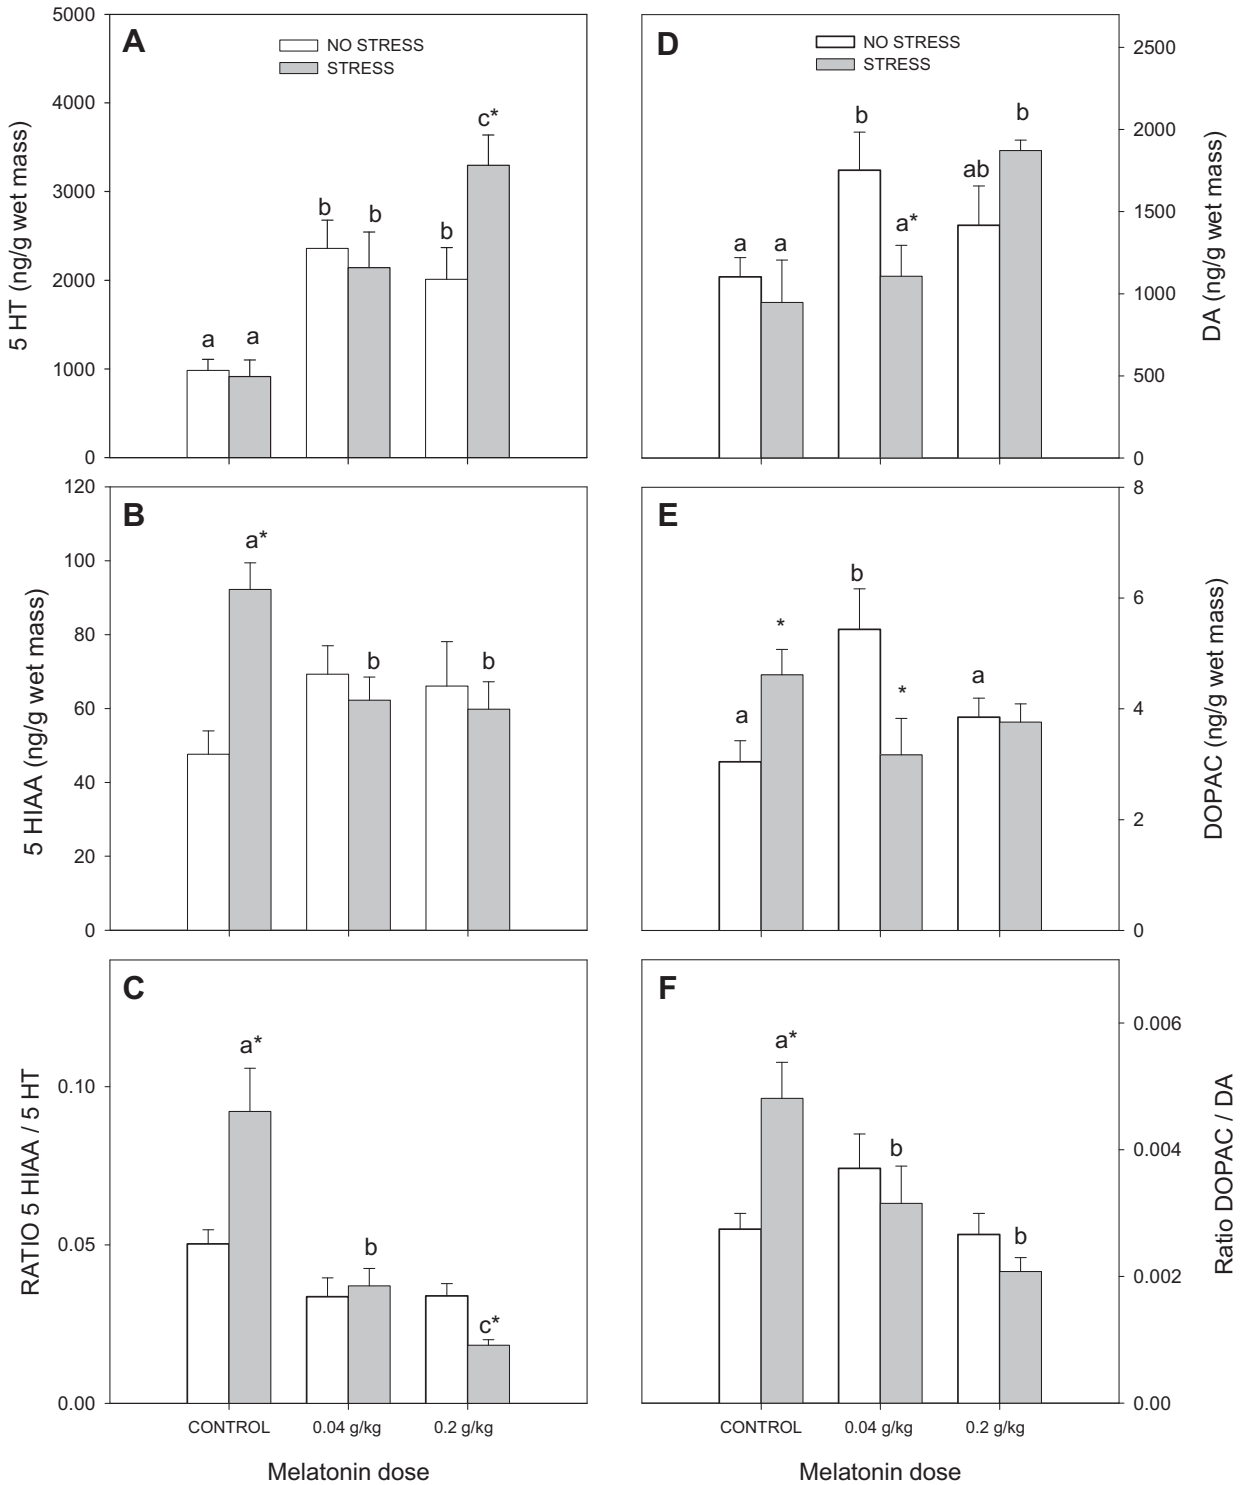 A
NO STRESS
STRESS
5 HT (ng/g wet mass)
5000
4000
3000
2000
1000
0
a
a
b
b
b
c*
D
NO STRESS
STRESS
DA (ng/g wet mass)
2500
2000
1500
1000
500
0
a
a
b
a*
ab
b
B
5 HIAA (ng/g wet mass)
120
100
80
60
40
20
0
a*
b
b
E
DOPAC (ng/g wet mass)
8
6
4
2
0
a
*
b
*
a
C
RATIO 5 HIAA / 5 HT
0.10
0.05
0.00
a*
b
c*
CONTROL
0.04 g/kg
0.2 g/kg
Melatonin dose
F
Ratio DOPAC / DA
0.006
0.004
0.002
0.00
a*
b
b
CONTROL
0.04 g/kg
0.2 g/kg
Melatonin dose